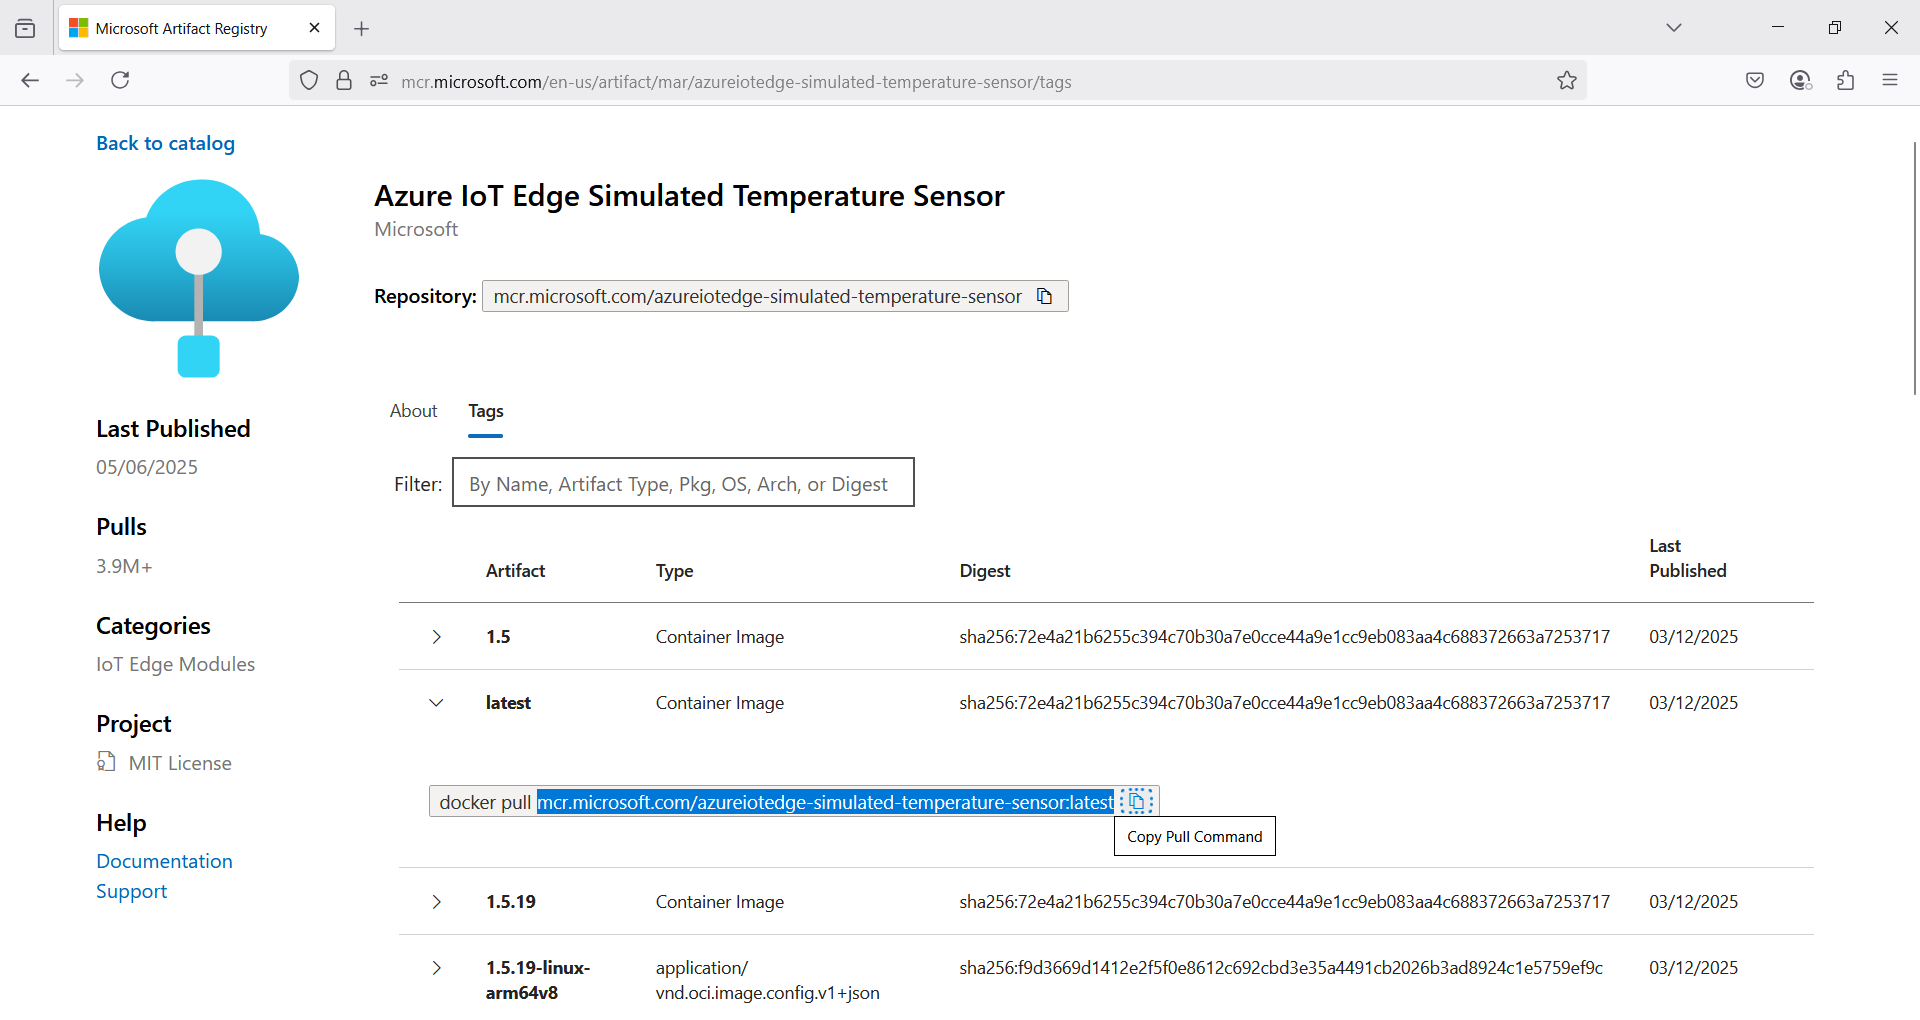 Microsoft Artifact Registry
mcr.microsoft.com/en-us/artifact/mar/azureiotedge-simulated-temperature-sensor/tags
Back to catalog
Azure IoT Edge Simulated Temperature Sensor
Microsoft
Repository: mcr.microsoft.com/azureiotedge-simulated-temperature-sensor
About Tags
Filter: By Name, Artifact Type, Pkg, OS, Arch, or Digest
Last Published
05/06/2025
Pulls
3.9M+
Categories
IoT Edge Modules
Project
MIT License
Help
Documentation
Support
Artifact Type Digest Last Published
1.5 Container Image sha256:72e4a21b6255c394c70b30a7e0cce44a9e1cc9eb083aa4c688372663a7253717 03/12/2025
latest Container Image sha256:72e4a21b6255c394c70b30a7e0cce44a9e1cc9eb083aa4c688372663a7253717 03/12/2025
docker pull mcr.microsoft.com/azureiotedge-simulated-temperature-sensor:latest
Copy Pull Command
1.5.19 Container Image sha256:72e4a21b6255c394c70b30a7e0cce44a9e1cc9eb083aa4c688372663a7253717 03/12/2025
1.5.19-linux- application/ sha256:f9d3669d1412e2f5f0e8612c692cbd3e35a4491cb2026b3ad8924c1e5759ef9c 03/12/2025
arm64v8 vnd.oci.image.config.v1+json